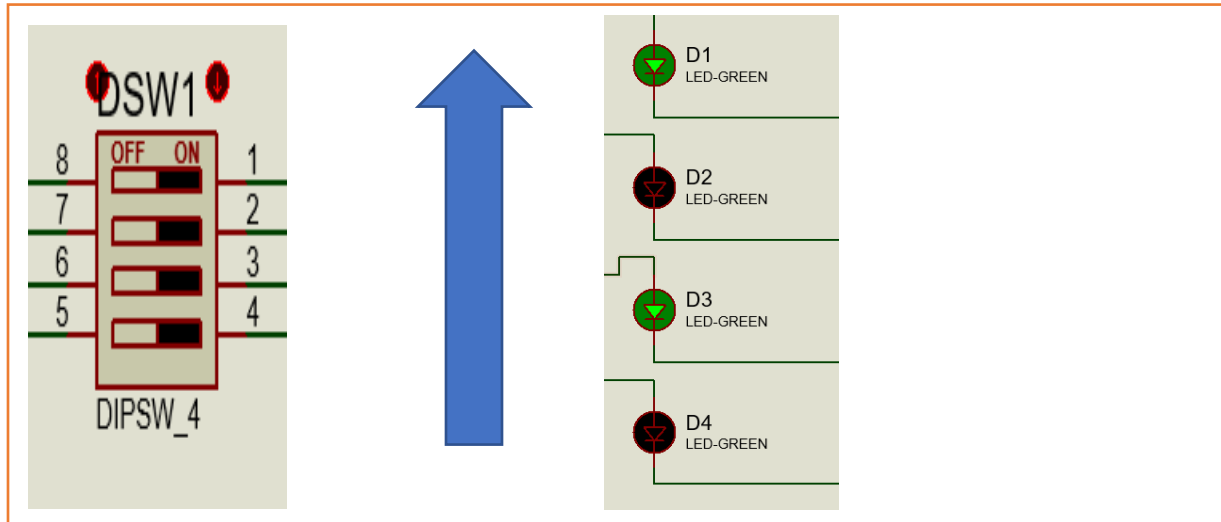 DSW1
OFF ON
8 1
7 2
6 3
5 4
DIPSW_4
D1
LED-GREEN
D2
LED-GREEN
D3
LED-GREEN
D4
LED-GREEN